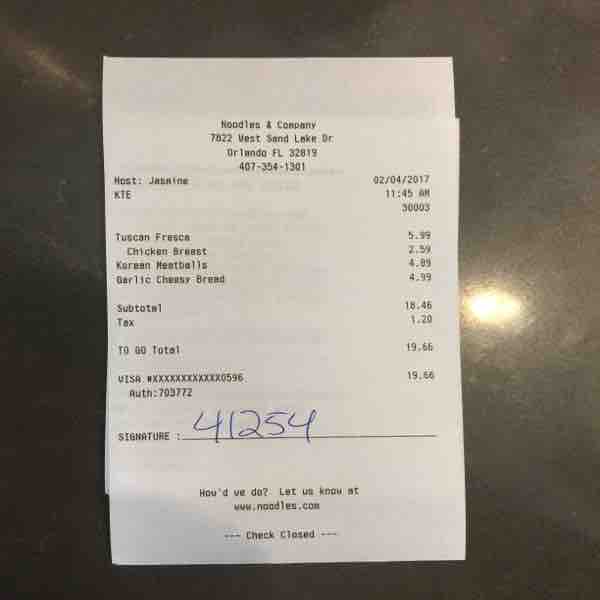 Noodles & Company
7822 West Sand Lake Dr
Orlando FL 32819
407-354-1301
Host: Jasmine 02/04/2017
KTE 11:45 AM
30003
Tuscan Fresca 5.99
Chicken Breast 2.59
Korean Meatballs 4.89
Garlic Cheesy Bread 4.99
Subtotal 18.46
Tax 1.20
TO GO Total 19.66
VISA #XXXXXXXXXXXX0596 19.66
Auth:703772
SIGNATURE : 41254
How'd we do? Let us know at
www.noodles.com
--- Check Closed ---